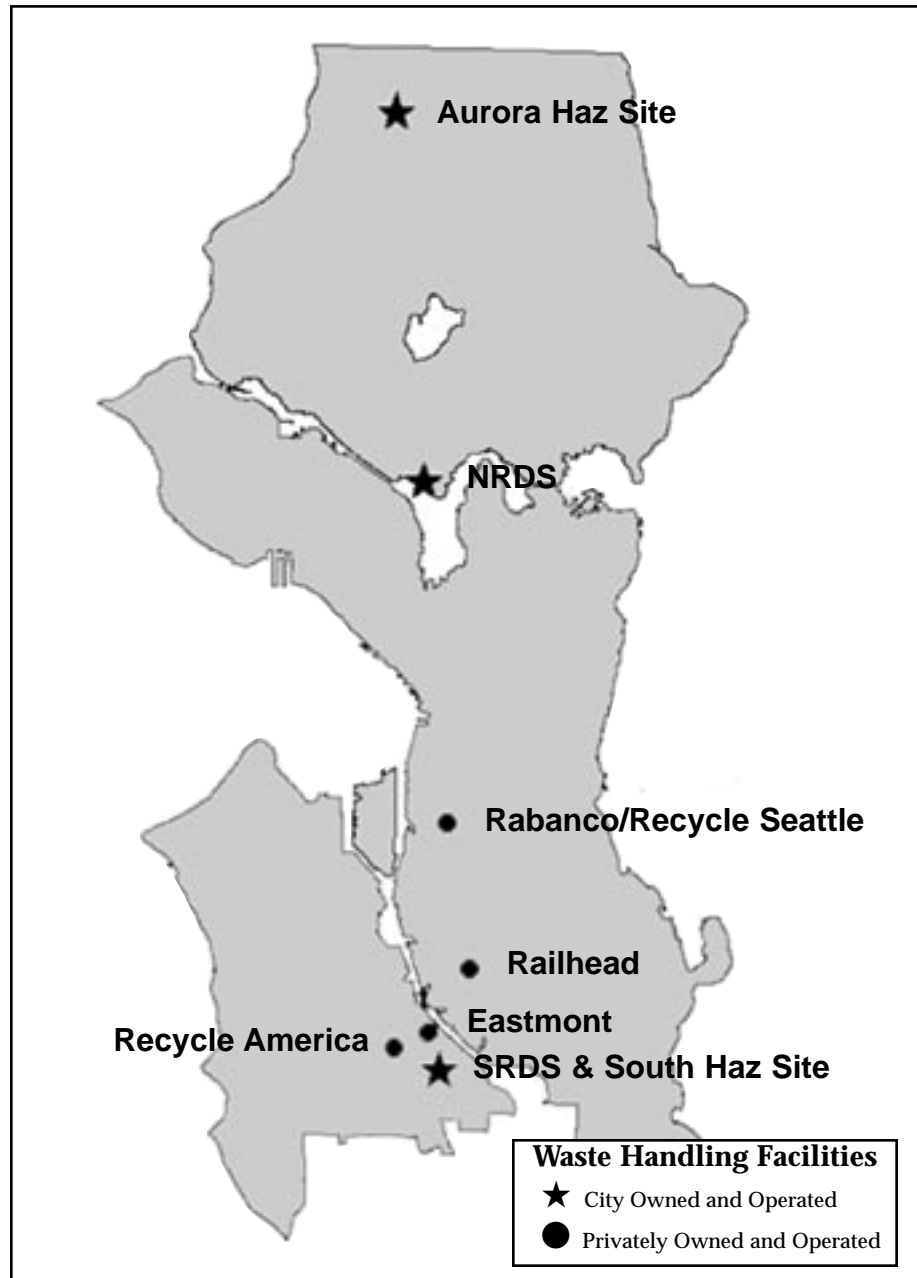 Aurora Haz Site
NRDS
Rabanco/Recycle Seattle
Railhead
Eastmont
Recycle America
SRDS & South Haz Site
Waste Handling Facilities
City Owned and Operated
Privately Owned and Operated